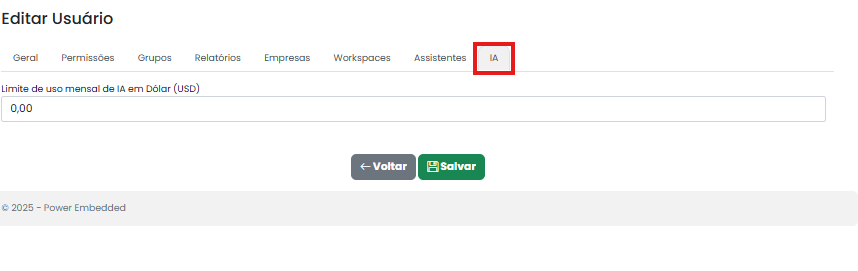 Editar Usuário
Geral Permissões Grupos Relatórios Empresas Workspaces Assistentes IA
Limite de uso mensal de IA em Dólar (USD)
0,00
Voltar Salvar
© 2025 - Power Embedded